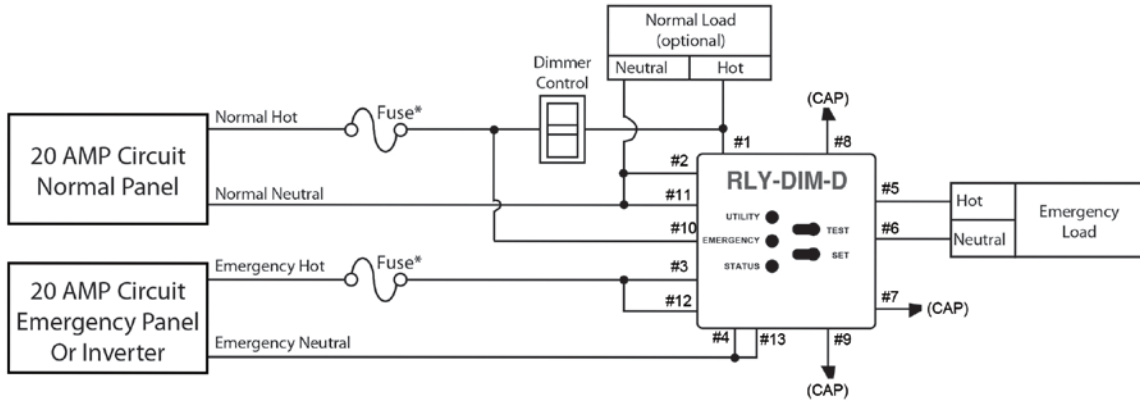 Normal Load
(optional)
Neutral
Hot
Dimmer
Control
(CAP)
Normal Hot
Fuse*
#1
#8
20 AMP Circuit
Normal Panel
#2
RLY-DIM-D
#5
Hot
Emergency
Load
Normal Neutral
#11
UTILITY
TEST
#10
EMERGENCY
#6
Neutral
STATUS
SET
Emergency Hot
Fuse*
#3
20 AMP Circuit
Emergency Panel
Or Inverter
#12
#7
(CAP)
Emergency Neutral
#4
#13
#9
(CAP)